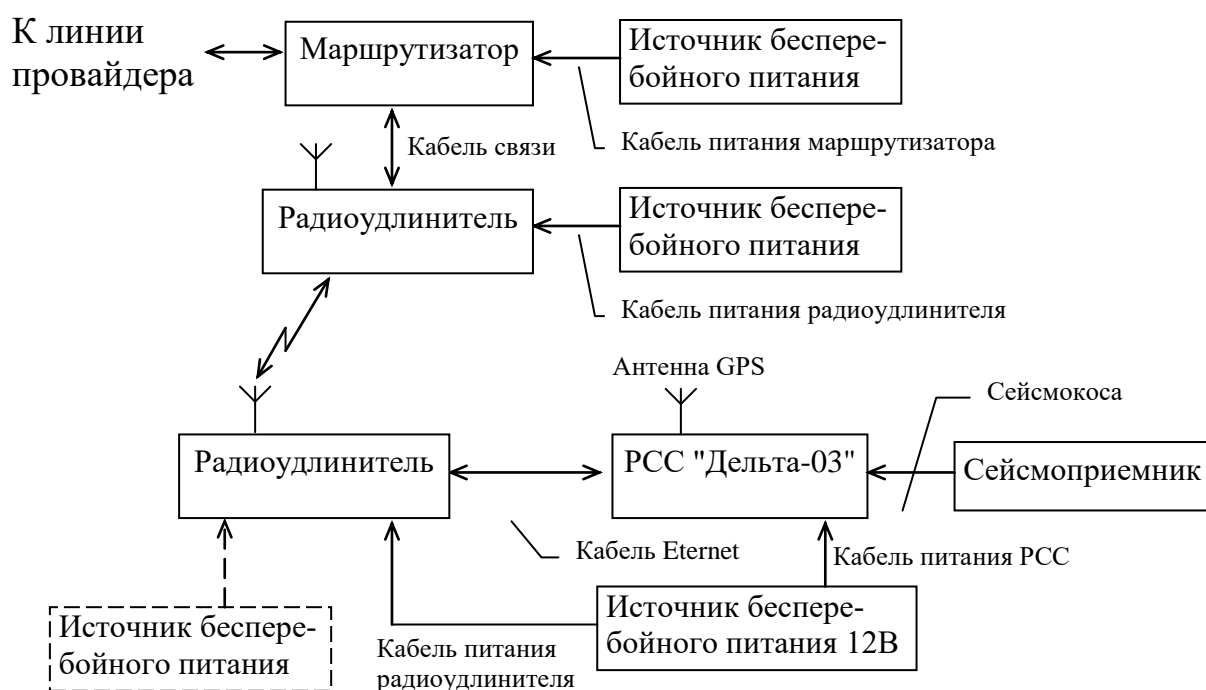 К линии
провайдера
Маршрутизатор
Источник беспере-
бойного питания
Кабель связи
Кабель питания маршрутизатора
Радиоудлинитель
Источник беспере-
бойного питания
Кабель питания радиоудлинителя
Антенна GPS
Сейсмокоса
Радиоудлинитель
РСС "Дельта-03"
Сейсмоприемник
Кабель Eternet
Кабель питания РСС
Источник беспере-
бойного питания
Кабель питания
радиоудлинителя
Источник беспере-
бойного питания 12В